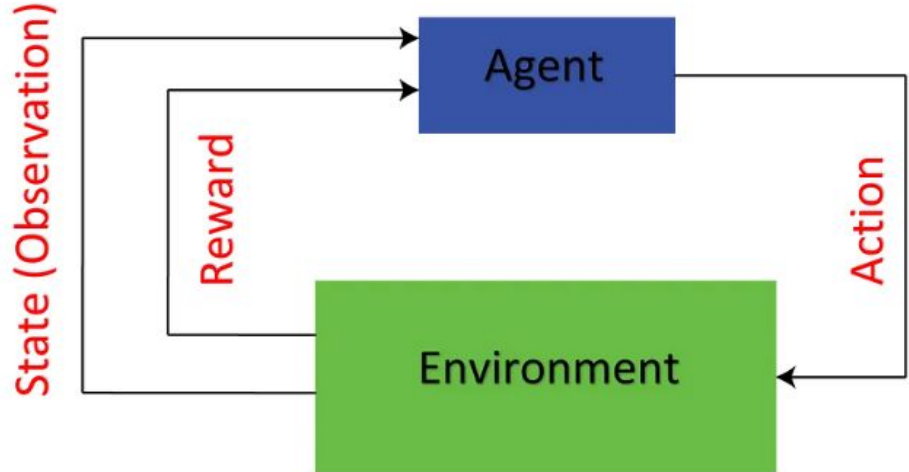 Agent
State (Observation)
Reward
Action
Environment